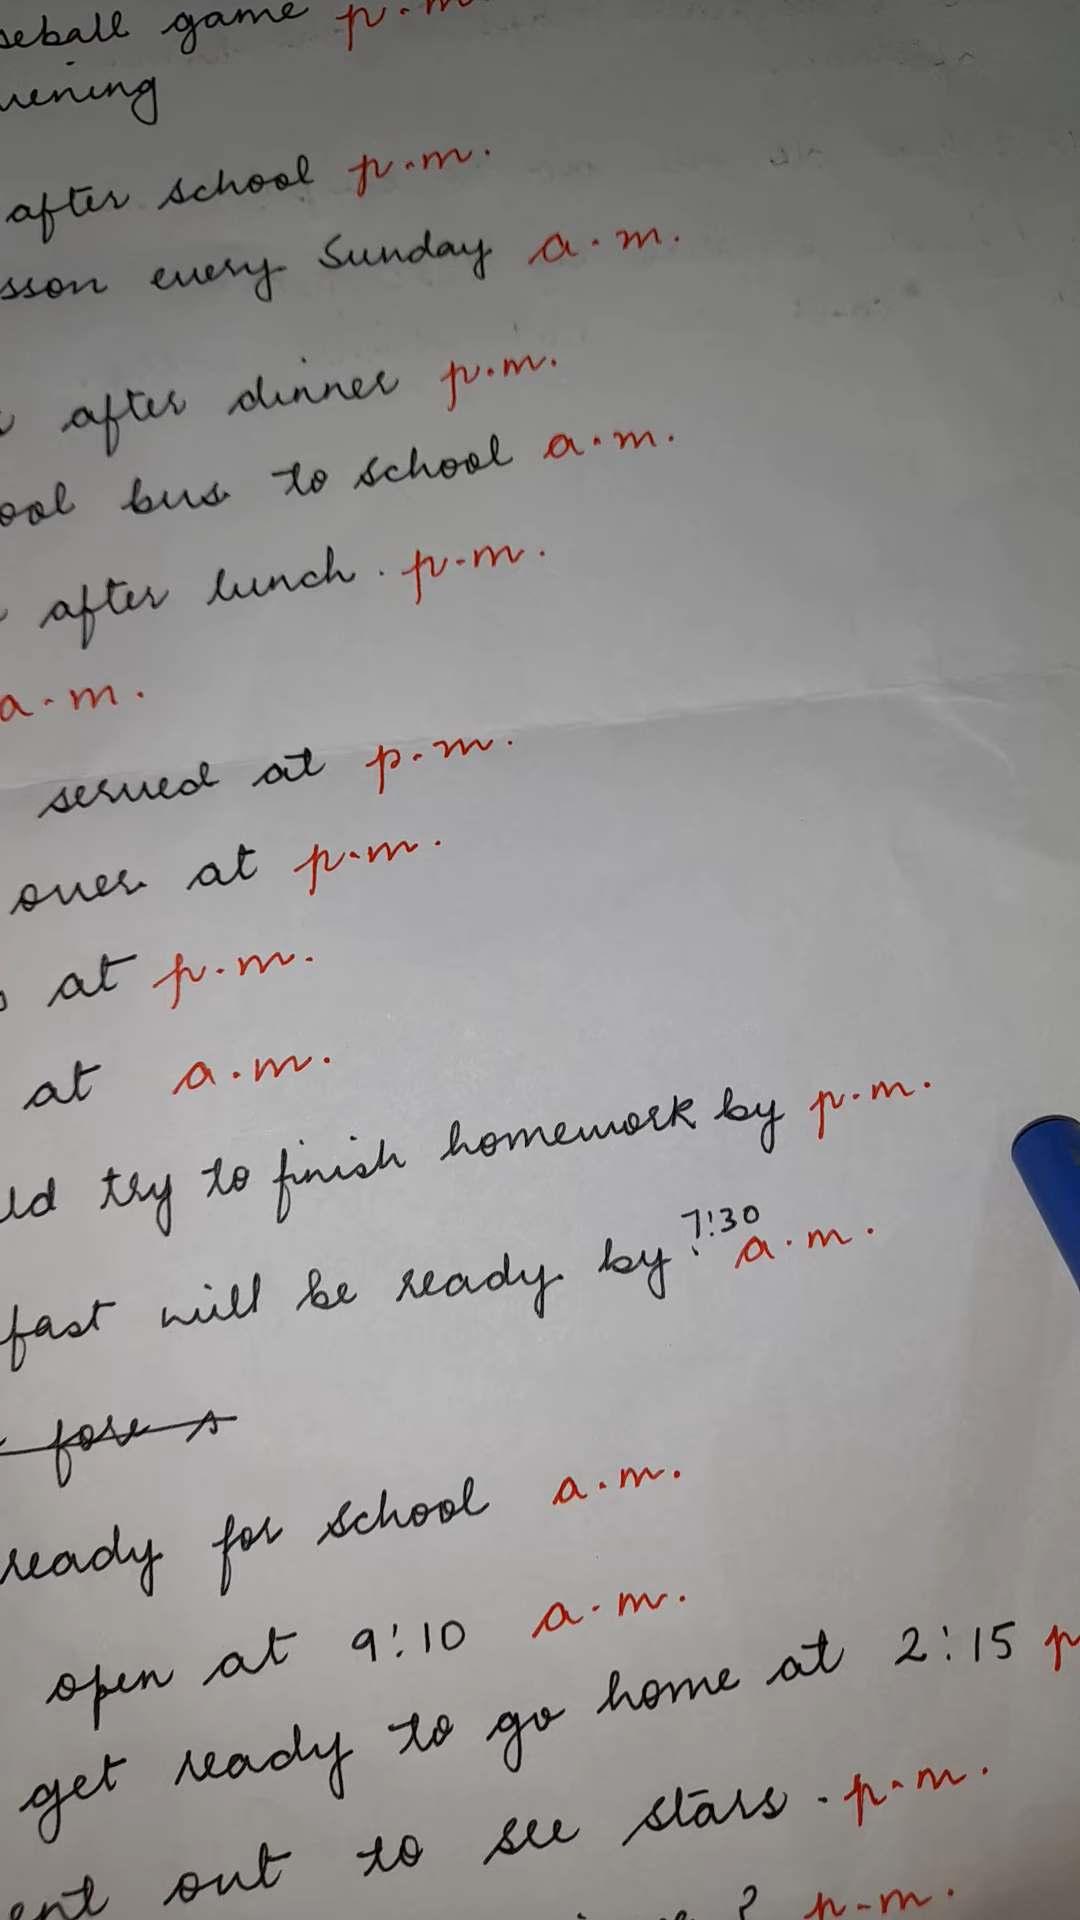 seball game p.m.
vening
after school p.m.
sson every Sunday a.m.
after dinner p.m.
ool bus to school a.m.
after lunch. p.m.
a.m.
served at p.m.
over at p.m.
at p.m.
at a.m.
uld try to finish homework by p.m.
fast will be ready by 7:30 a.m.
fore s
ready for school a.m.
open at 9:10 a.m.
get ready to go home at 2:15 p
ent out to see stars. p.m.
? p.m.